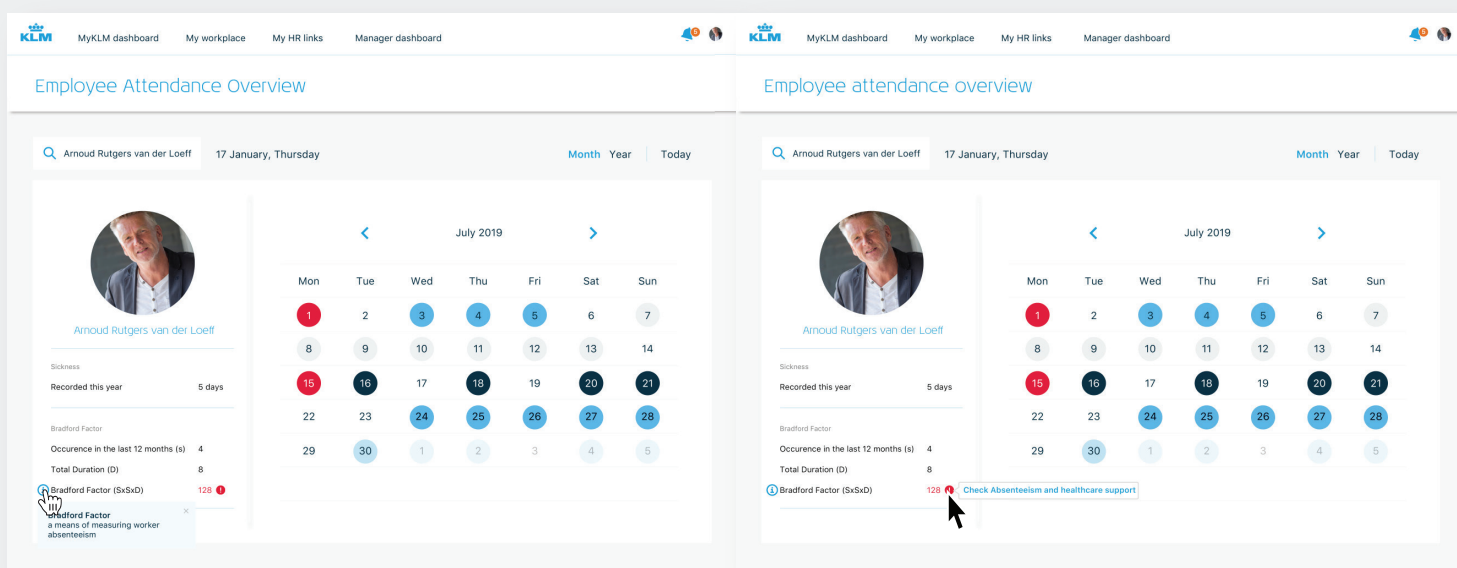 KLM MyKLM dashboard My workplace My HR links Manager dashboard 5
Employee Attendance Overview
Arnoud Rutgers van der Loeff 17 January, Thursday Month Year Today
July 2019
Mon Tue Wed Thu Fri Sat Sun
1 2 3 4 5 6 7
8 9 10 11 12 13 14
15 16 17 18 19 20 21
22 23 24 25 26 27 28
29 30 1 2 3 4 5
Arnoud Rutgers van der Loeff
Sickness
Recorded this year 5 days
Bradford Factor
Occurence in the last 12 months (s) 4
Total Duration (D) 8
Bradford Factor (SxSxD) 128
Bradford Factor
a means of measuring worker
absenteeism
KLM MyKLM dashboard My workplace My HR links Manager dashboard 5
Employee attendance overview
Arnoud Rutgers van der Loeff 17 January, Thursday Month Year Today
July 2019
Mon Tue Wed Thu Fri Sat Sun
1 2 3 4 5 6 7
8 9 10 11 12 13 14
15 16 17 18 19 20 21
22 23 24 25 26 27 28
29 30 1 2 3 4 5
Arnoud Rutgers van der Loeff
Sickness
Recorded this year 5 days
Bradford Factor
Occurence in the last 12 months (s) 4
Total Duration (D) 8
Bradford Factor (SxSxD) 128 Check Absenteeism and healthcare support